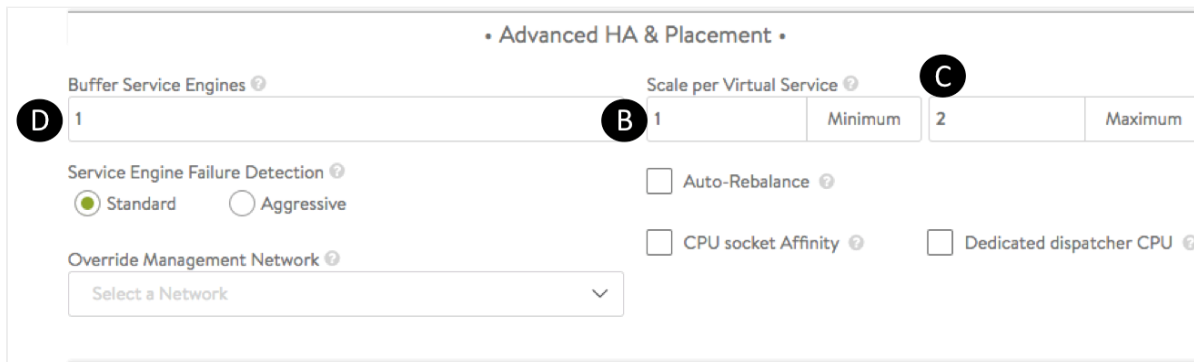 • Advanced HA & Placement •
Buffer Service Engines ?
Scale per Virtual Service ?
C
D
1
B
1
Minimum
2
Maximum
Service Engine Failure Detection ?
Auto-Rebalance ?
Standard
Aggressive
CPU socket Affinity ?
Dedicated dispatcher CPU ?
Override Management Network ?
Select a Network